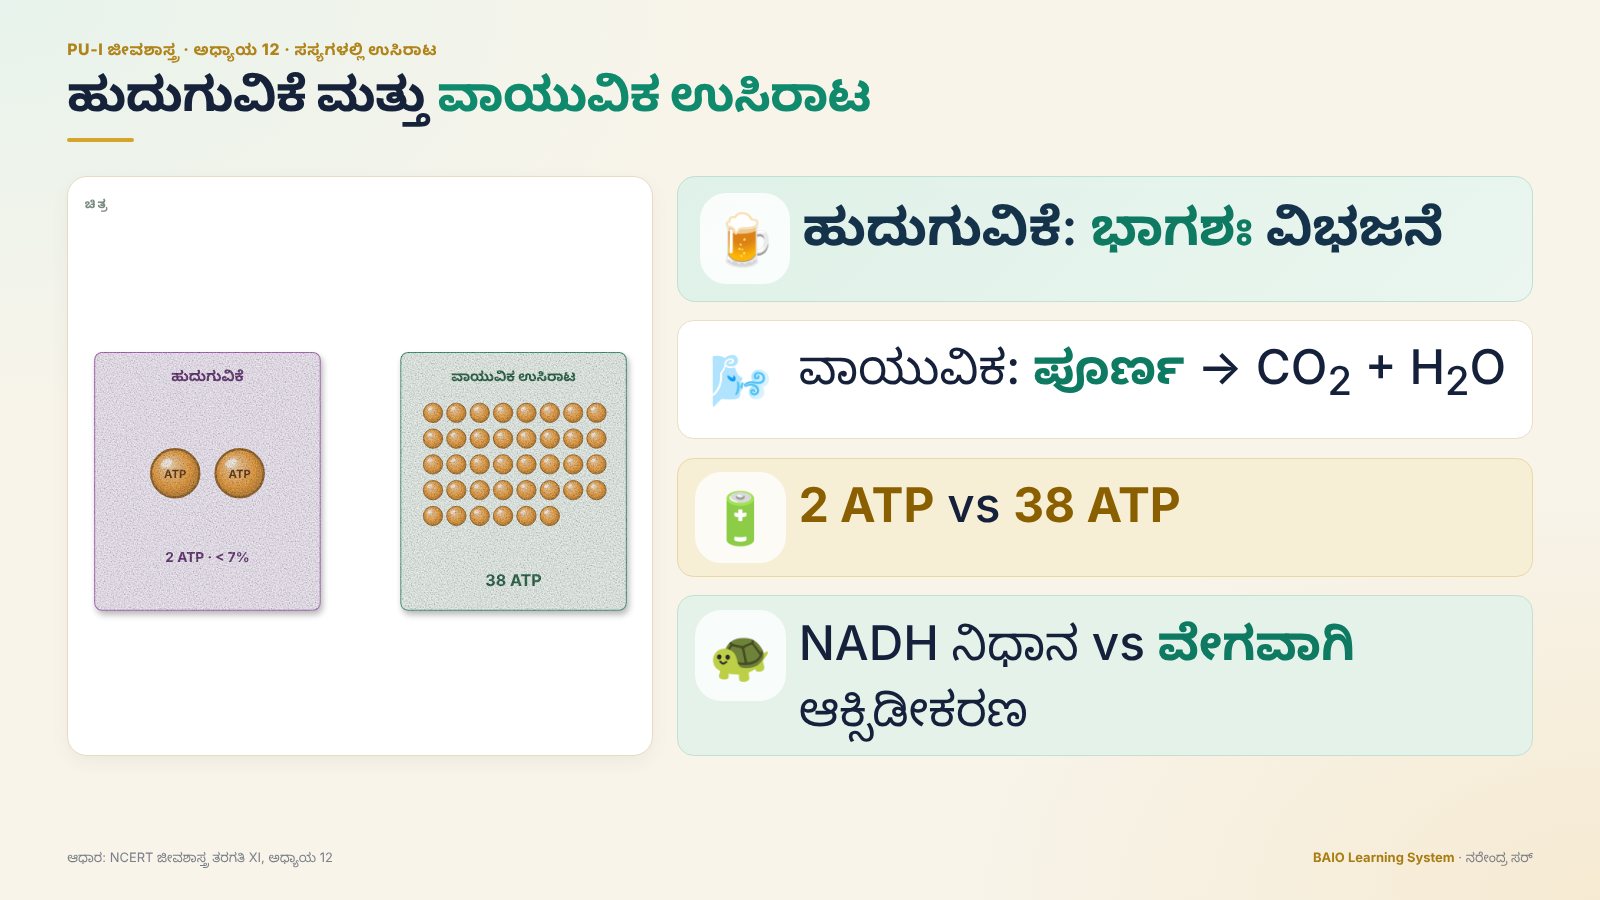 PU-I ಜೀವಶಾಸ್ತ್ರ · ಅಧ್ಯಾಯ 12 · ಸಸ್ಯಗಳಲ್ಲಿ ಉಸಿರಾಟ
ಹುದುಗುವಿಕೆ ಮತ್ತು ವಾಯುವಿಕ ಉಸಿರಾಟ
ಚಿತ್ರ
ಹುದುಗುವಿಕೆ
ATP ATP
2 ATP · < 7%
ವಾಯುವಿಕ ಉಸಿರಾಟ
38 ATP
ಹುದುಗುವಿಕೆ: ಭಾಗಶಃ ವಿಭಜನೆ
ವಾಯುವಿಕ: ಪೂರ್ಣ → CO₂ + H₂O
2 ATP vs 38 ATP
NADH ನಿಧಾನ vs ವೇಗವಾಗಿ
ಆಕ್ಸಿಡೀಕರಣ
ಆಧಾರ: NCERT ಜೀವಶಾಸ್ತ್ರ ತರಗತಿ XI, ಅಧ್ಯಾಯ 12
BAIO Learning System · ನರೇಂದ್ರ ಸರ್